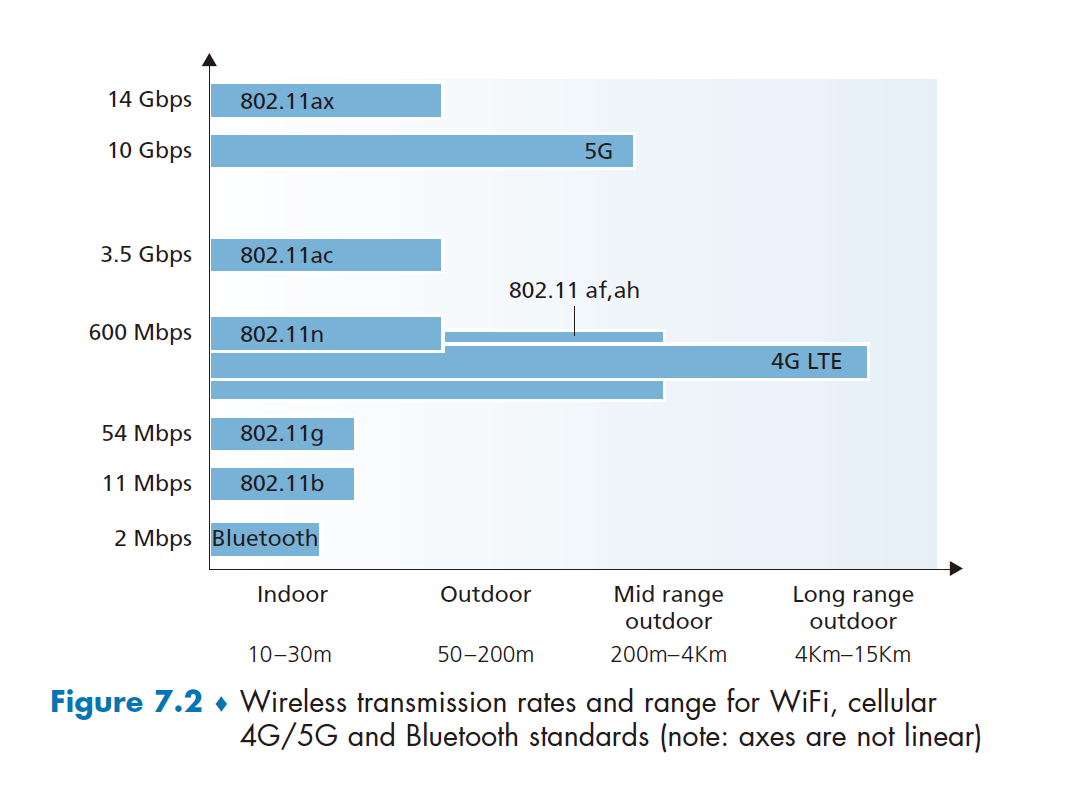 14 Gbps
802.11ax
10 Gbps
5G
3.5 Gbps
802.11ac
802.11 af,ah
600 Mbps
802.11n
4G LTE
54 Mbps
802.11g
11 Mbps
802.11b
2 Mbps
Bluetooth
Indoor
Outdoor
Mid range
outdoor
Long range
outdoor
10–30m
50–200m
200m–4Km
4Km–15Km
Figure 7.2 ♦ Wireless transmission rates and range for WiFi, cellular
4G/5G and Bluetooth standards (note: axes are not linear)